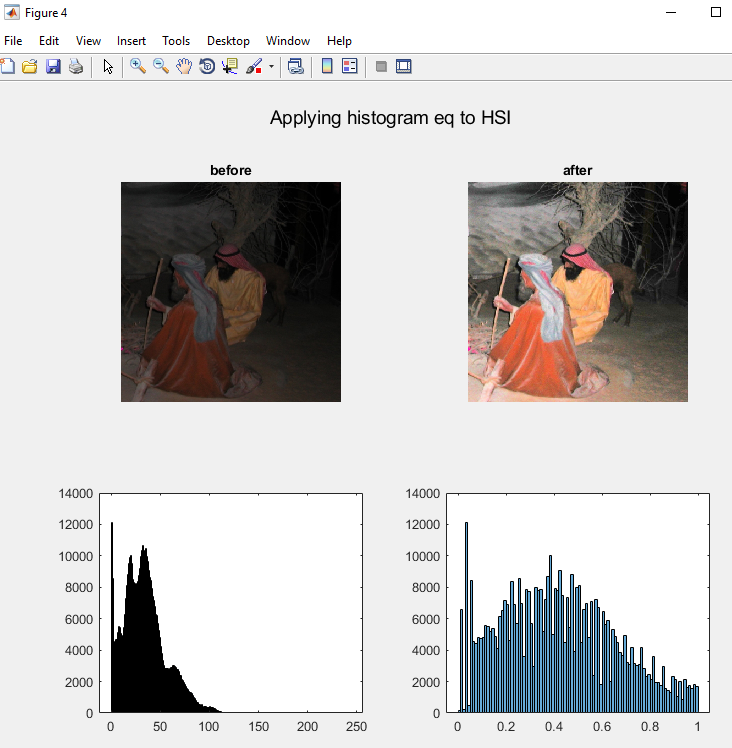 Figure 4
File Edit View Insert Tools Desktop Window Help
Applying histogram eq to HSI
before
after
14000
12000
10000
8000
6000
4000
2000
0
0 50 100 150 200 250
14000
12000
10000
8000
6000
4000
2000
0
0 0.2 0.4 0.6 0.8 1